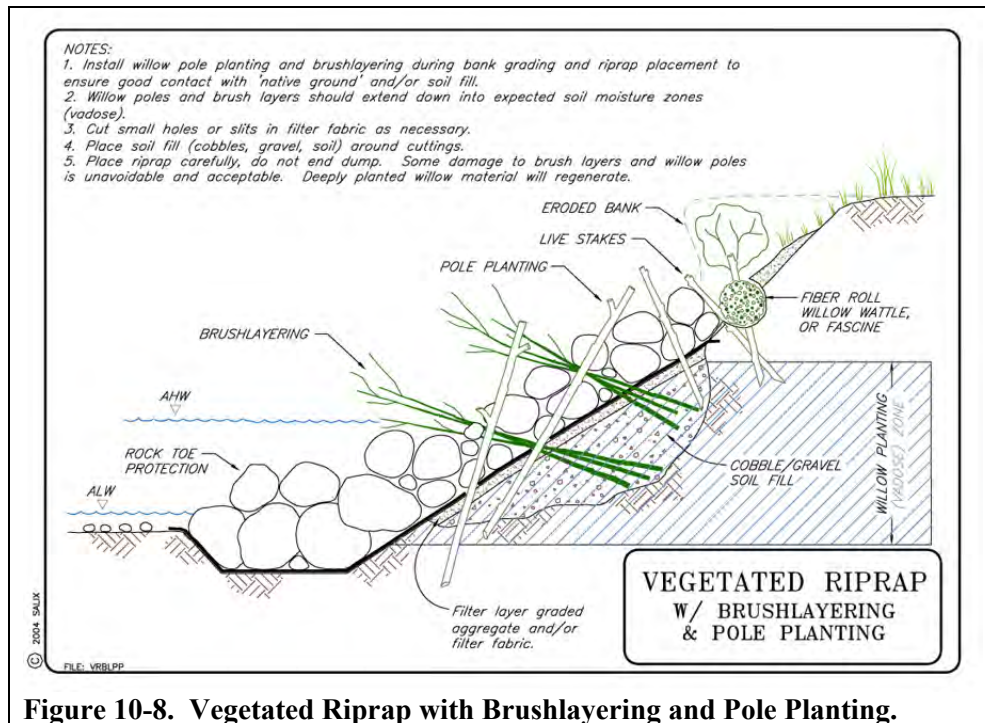 NOTES:
1. Install willow pole planting and brushlayering during bank grading and riprap placement to
ensure good contact with 'native ground' and/or soil fill.
2. Willow poles and brush layers should extend down into expected soil moisture zones
(vadose).
3. Cut small holes or slits in filter fabric as necessary.
4. Place soil fill (cobbles, gravel, soil) around cuttings.
5. Place riprap carefully, do not end dump. Some damage to brush layers and willow poles
is unavoidable and acceptable. Deeply planted willow material will regenerate.
ERODED BANK
LIVE STAKES
POLE PLANTING
FIBER ROLL
WILLOW WATTLE,
OR FASCINE
BRUSHLAYERING
AHW
ROCK TOE
PROTECTION
ALW
COBBLE/GRAVEL
SOIL FILL
WILLOW PLANTING
(VADOSE) ZONE
Filter layer graded
aggregate and/or
filter fabric.
VEGETATED RIPRAP
W/ BRUSHLAYERING
& POLE PLANTING
© 2004 SALIX
FILE: VRBLPP
Figure 10-8. Vegetated Riprap with Brushlayering and Pole Planting.